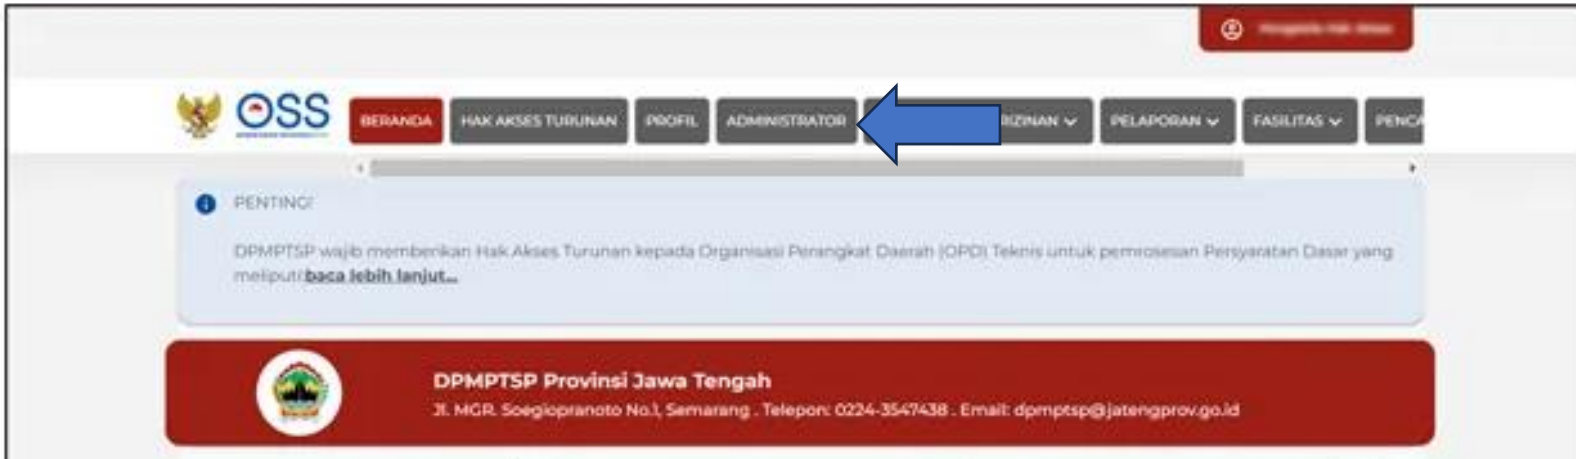 OSS
BERANDA HAK AKSES TURUNAN PROFIL ADMINISTRATOR RIZINAN PELAPORAN FASILITAS PENCA
PENTING!
DPMPTSP wajib memberikan Hak Akses Turunan kepada Organisasi Perangkat Daerah (OPD) Teknis untuk pemrosesan Persyaratan Dasar yang
meliputi baca lebih lanjut...
DPMPTSP Provinsi Jawa Tengah
Jl. MGR. Soegiopranoto No.1, Semarang . Telepon: 0224-3547438 . Email: dpmptsp@jatengprov.go.id